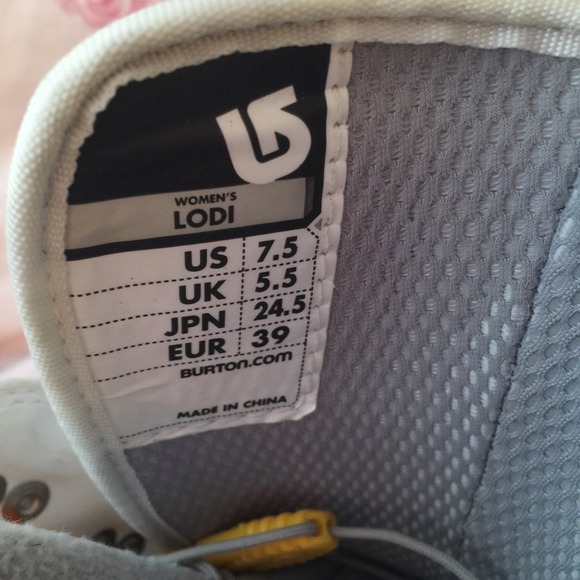 WOMEN'S
LODI
US 7.5
UK 5.5
JPN 24.5
EUR 39
BURTON.COM
MADE IN CHINA